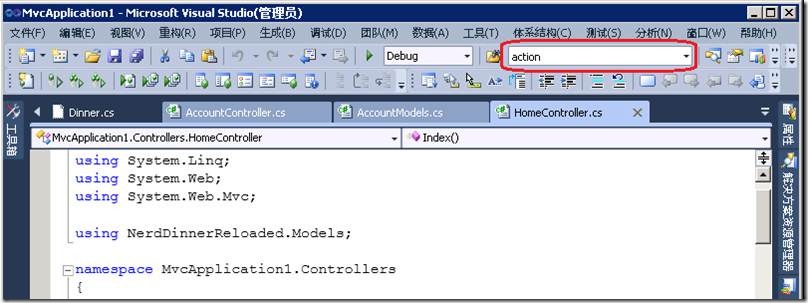 MvcApplication1 - Microsoft Visual Studio(管理员)
文件(F) 编辑(E) 视图(V) 重构(R) 项目(P) 生成(B) 调试(D) 团队(M) 数据(A) 工具(T) 体系结构(C) 测试(S) 分析(N) 窗口(W) 帮助(H)
Debug action
工具箱
Dinner.cs AccountController.cs AccountModels.cs HomeController.cs
MvcApplication1.Controllers.HomeController Index()
using System.Linq;
using System.Web;
using System.Web.Mvc;
using NerdDinnerReloaded.Models;
namespace MvcApplication1.Controllers
{
属性
解决方案资源管理器